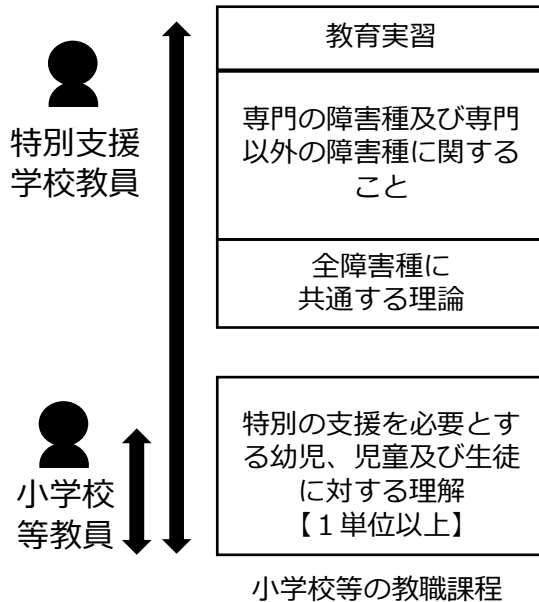 教育実習
特別支援
学校教員
専門の障害種及び専門
以外の障害種に関する
こと
全障害種に
共通する理論
小学校
等教員
特別の支援を必要とす
る幼児、児童及び生徒
に対する理解
【１単位以上】
小学校等の教職課程